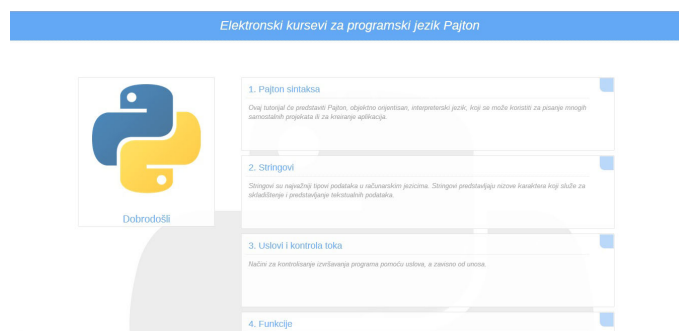 Elektronski kursevi za programski jezik Pajton
Dobrodošli
1. Pajton sintaksa
Ovaj tutorijal će predstaviti Pajton, objektno orijentisan, interpreterski jezik, koji se može koristiti za pisanje mnogih
samostalnih projekata ili za kreiranje aplikacija.
2. Stringovi
Stringovi su najvažniji tipovi podataka u računarskim jezicima. Stringovi predstavljaju nizove karaktera koji služe za
skladištenje i predstavljanje tekstualnih podataka.
3. Uslovi i kontrola toka
Načini za kontrolisanje izvršavanja programa pomoću uslova, a zavisno od unosa.
4. Funkcije